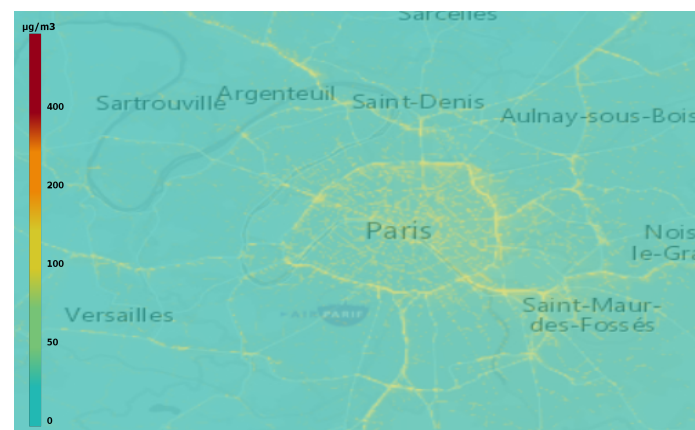 Sarcelles
µg/m3
Sartrouville
Argenteuil
Saint-Denis
400
Aulnay-sous-Bois
200
Paris
Nois
le-Gra
100
Versailles
AIRPARIF
Saint-Maur-
des-Fossés
50
0